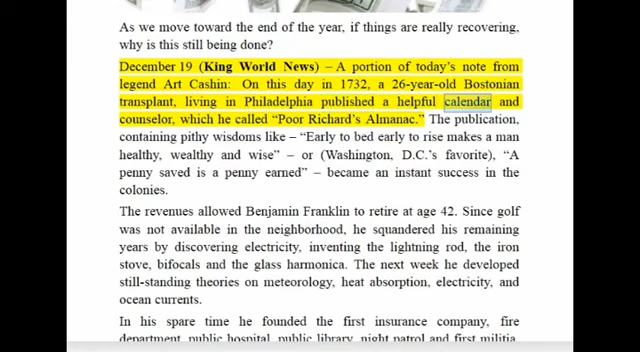 As we move toward the end of the year, if things are really recovering,
why is this still being done?
December 19 (King World News) – A portion of today's note from
legend Art Cashin: On this day in 1732, a 26-year-old Bostonian
transplant, living in Philadelphia published a helpful calendar and
counselor, which he called "Poor Richard's Almanac." The publication,
containing pithy wisdoms like – "Early to bed early to rise makes a man
healthy, wealthy and wise" – or (Washington, D.C.'s favorite), "A
penny saved is a penny earned" – became an instant success in the
colonies.
The revenues allowed Benjamin Franklin to retire at age 42. Since golf
was not available in the neighborhood, he squandered his remaining
years by discovering electricity, inventing the lightning rod, the iron
stove, bifocals and the glass harmonica. The next week he developed
still-standing theories on meteorology, heat absorption, electricity, and
ocean currents.
In his spare time he founded the first insurance company, fire
department, public hospital, public library, night patrol and first militia.